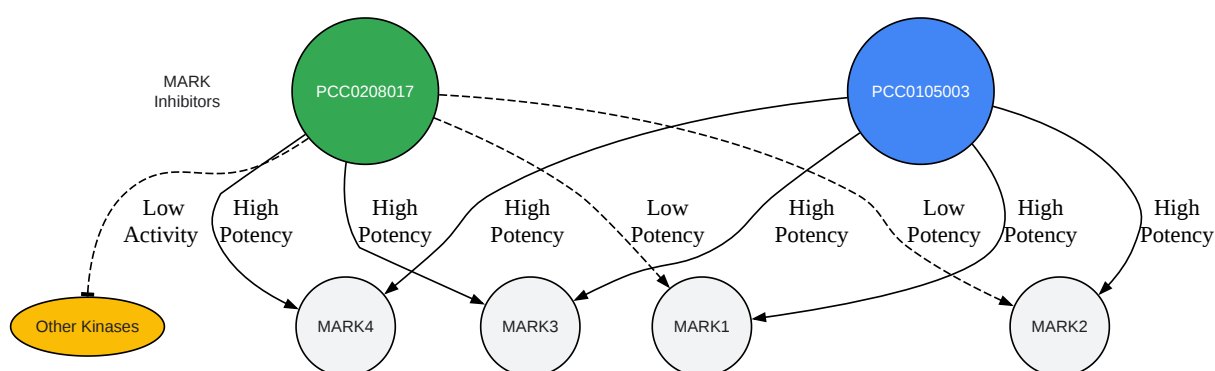 MARK
Inhibitors
PCC0208017
PCC0105003
Low
Activity
High
Potency
High
Potency
High
Potency
Low
Potency
High
Potency
Low
Potency
High
Potency
High
Potency
Other Kinases
MARK4
MARK3
MARK1
MARK2